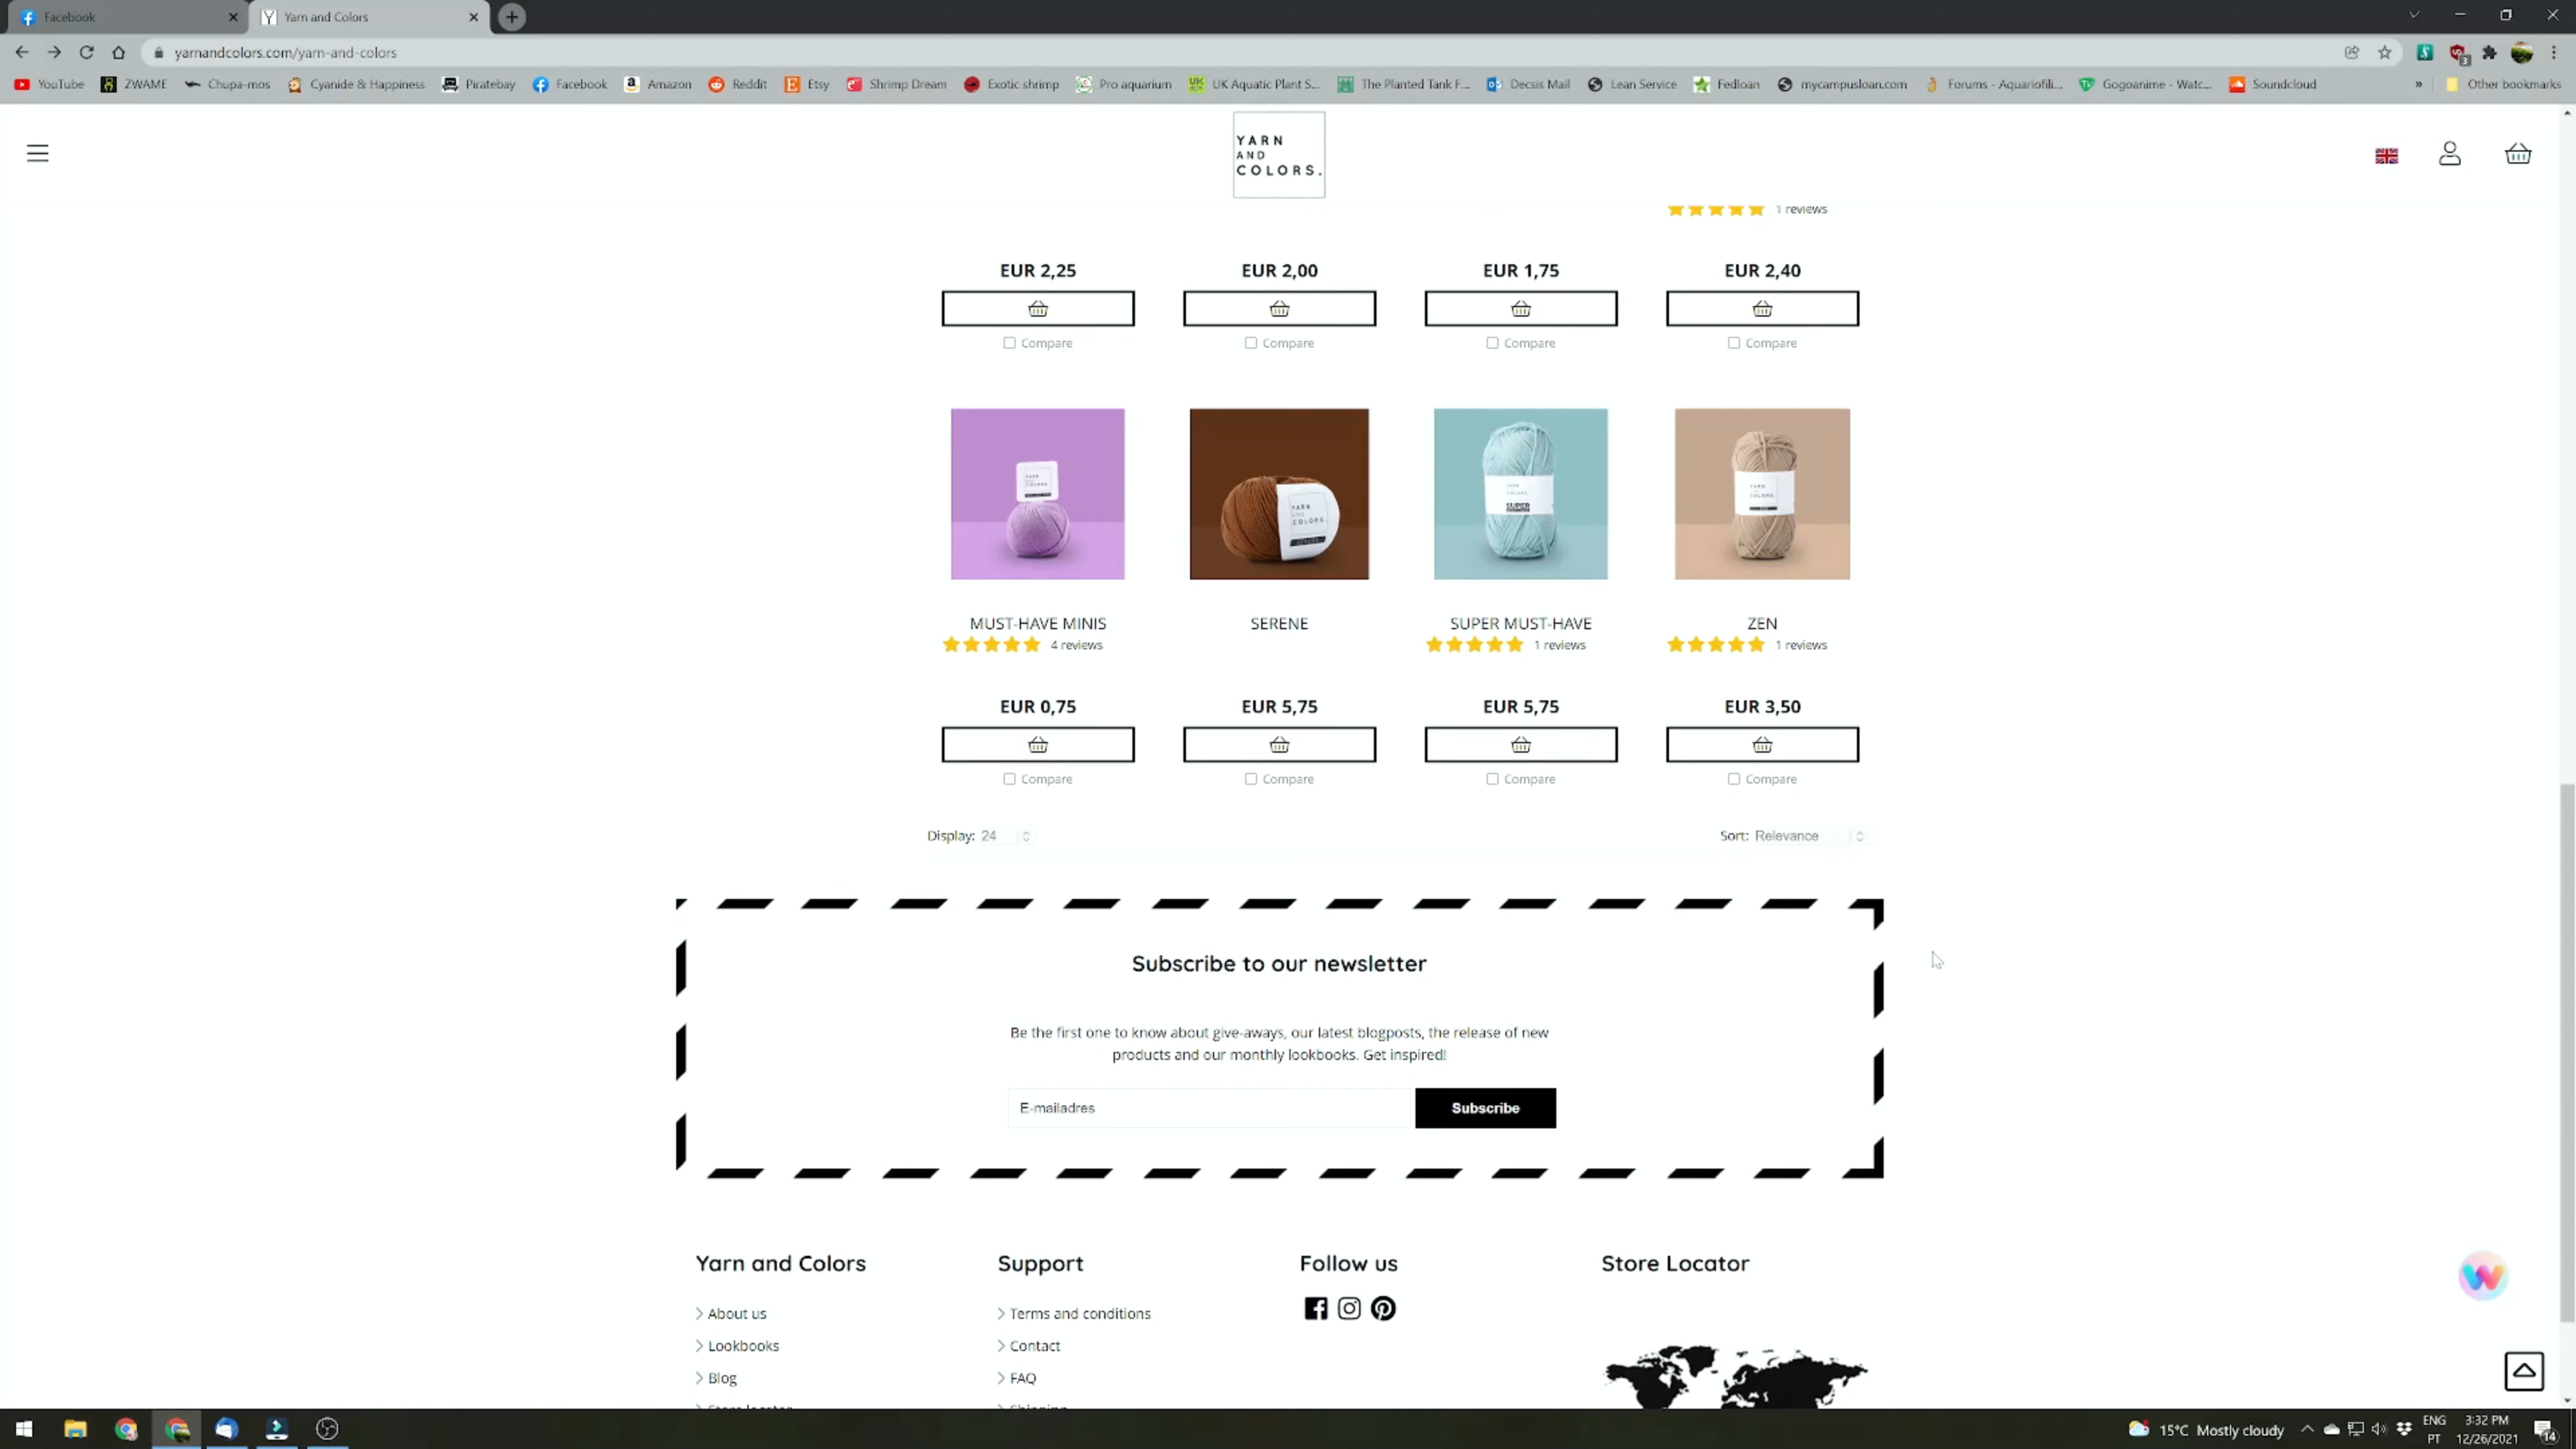 Facebook
Yarn and Colors
yarnandcolors.com/yarn-and-colors
YouTube ZWAME Chupa-mos Cyanide & Happiness Piratebay Facebook Amazon Reddit Etsy Shrimp Dream Exotic shrimp Pro aquarium UK Aquatic Plant S... The Planted Tank F... Decsis Mail Lean Service Fedloan mycampusloan.com Forums - Aquariofili... Gogoanime - Watc... Soundcloud » Other bookmarks
YARN
AND
COLORS.
1 reviews
EUR 2,25 EUR 2,00 EUR 1,75 EUR 2,40
Compare Compare Compare Compare
MUST-HAVE MINIS SERENE SUPER MUST-HAVE ZEN
4 reviews 1 reviews 1 reviews
EUR 0,75 EUR 5,75 EUR 5,75 EUR 3,50
Compare Compare Compare Compare
Display: 24 Sort: Relevance
Subscribe to our newsletter
Be the first one to know about give-aways, our latest blogposts, the release of new
products and our monthly lookbooks. Get inspired!
E-mailadres Subscribe
Yarn and Colors Support Follow us Store Locator
About us Terms and conditions
Lookbooks Contact
Blog FAQ
15°C Mostly cloudy ENG 3:32 PM
PT 12/26/2021 14